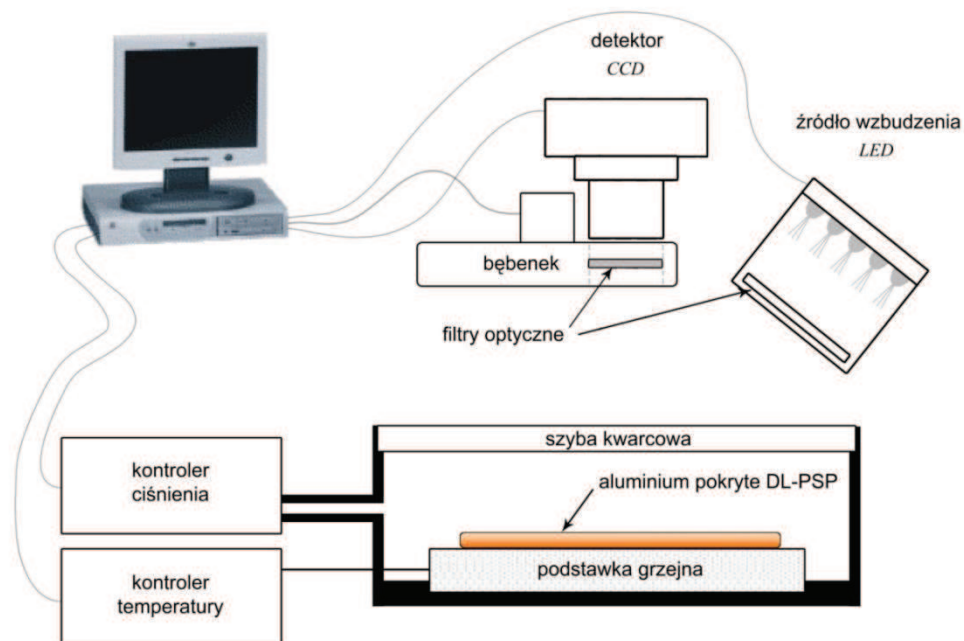 detektor
CCD
źródło wzbudzenia
LED
bębenek
filtry optyczne
szyba kwarcowa
kontroler
ciśnienia
aluminium pokryte DL-PSP
podstawka grzejna
kontroler
temperatury